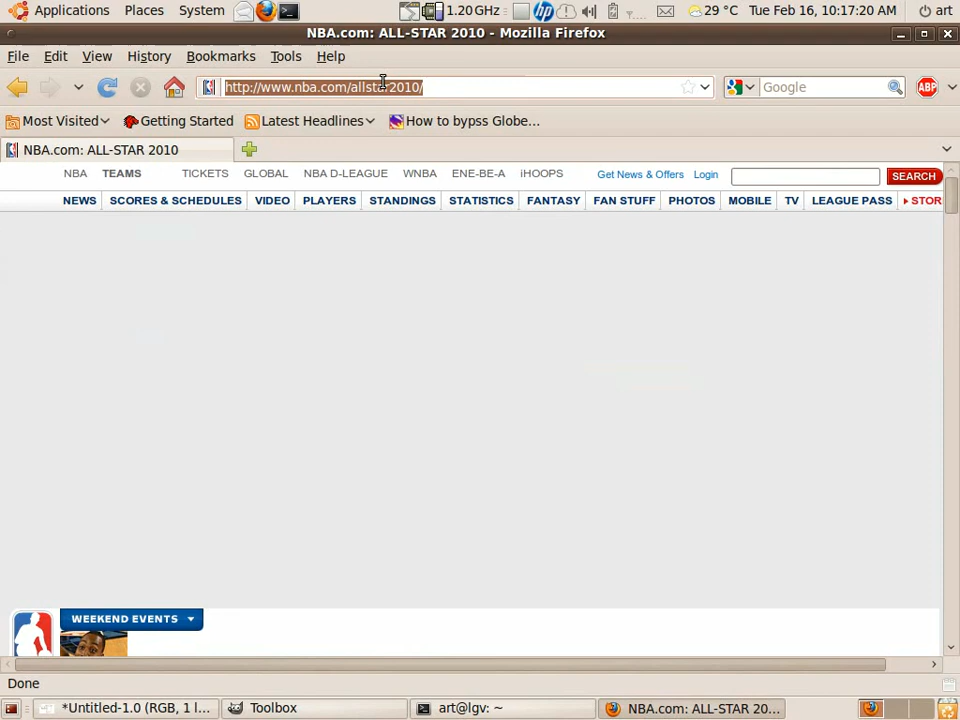 Applications Places System 1.20 GHz 29 °C Tue Feb 16, 10:17:20 AM art
NBA.com: ALL-STAR 2010 - Mozilla Firefox
File Edit View History Bookmarks Tools Help
http://www.nba.com/allstar2010/ Google ABP
Most Visited Getting Started Latest Headlines How to bypss Globe...
NBA.com: ALL-STAR 2010
NBA TEAMS TICKETS GLOBAL NBA D-LEAGUE WNBA ENE-BE-A iHOOPS Get News & Offers Login SEARCH
NEWS SCORES & SCHEDULES VIDEO PLAYERS STANDINGS STATISTICS FANTASY FAN STUFF PHOTOS MOBILE TV LEAGUE PASS STOR
WEEKEND EVENTS
Done
*Untitled-1.0 (RGB, 1 l... Toolbox art@lgv: ~ NBA.com: ALL-STAR 20...